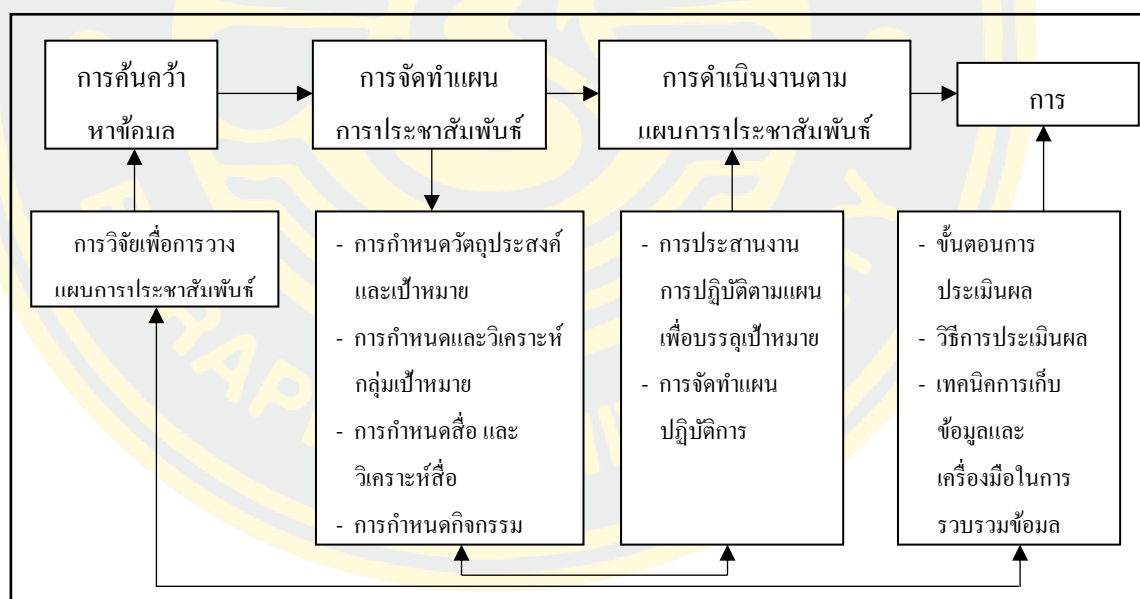 การค้นคว้า
หาข้อมล
การจัดทำแผน
การประชาสัมพันธ์
การดำเนินงานตาม
แผนการประชาสัมพันธ์
การ
การวิจัยเพื่อการวาง
แผนการประชาสัมพันธ์
- การกำหนดวัตถุประสงค์
และเป้าหมาย
- การกำหนดและวิเคราะห์
กลุ่มเป้าหมาย
- การกำหนดสื่อ และ
วิเคราะห์สื่อ
- การกำหนดกิจกรรม
- การประสานงาน
การปฏิบัติตามแผน
เพื่อบรรลุเป้าหมาย
- การจัดทำแผน
ปฏิบัติการ
- ขั้นตอนการ
ประเมินผล
- วิธีการประเมินผล
- เทคนิคการเก็บ
ข้อมูลและ
เครื่องมือในการ
รวบรวมข้อมล